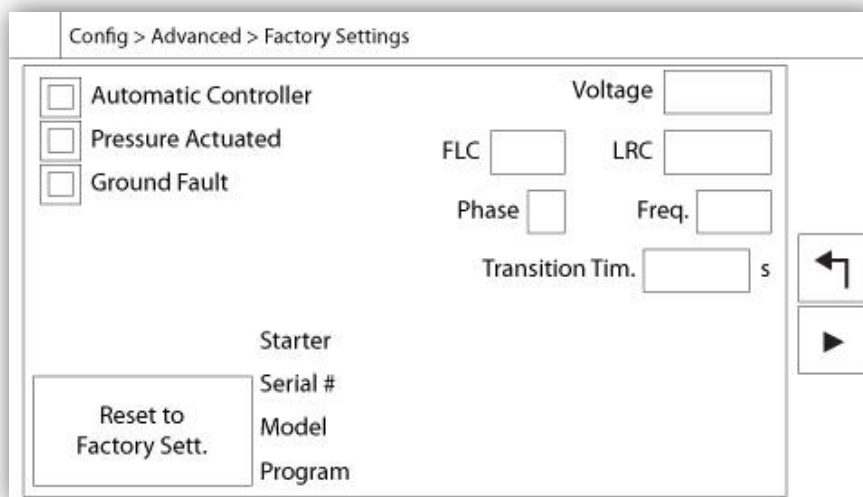 Config > Advanced > Factory Settings
Automatic Controller
Voltage
Pressure Actuated
FLC
LRC
Ground Fault
Phase
Freq.
Transition Tim.
s
Starter
Serial #
Reset to
Factory Sett.
Model
Program